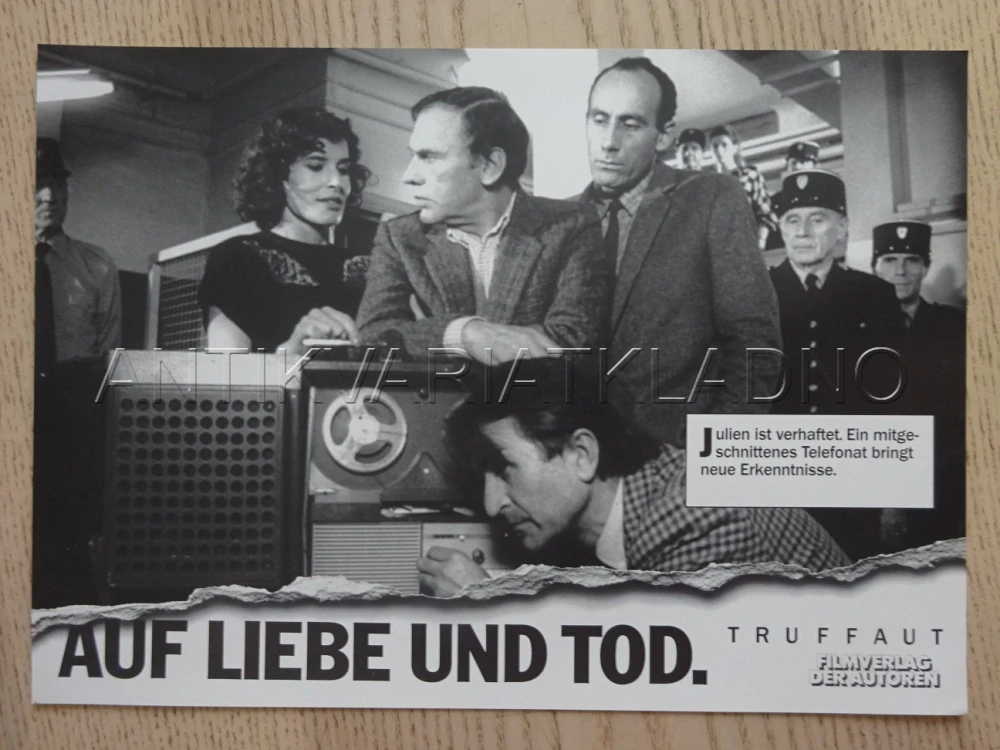 ANTIKVARIATKLADNO
Julien ist verhaftet. Ein mitge-
schnittenes Telefonat bringt
neue Erkenntnisse.
AUF LIEBE UND TOD.
TRUFFAUT
FILMVERLAG
DER AUTOREN